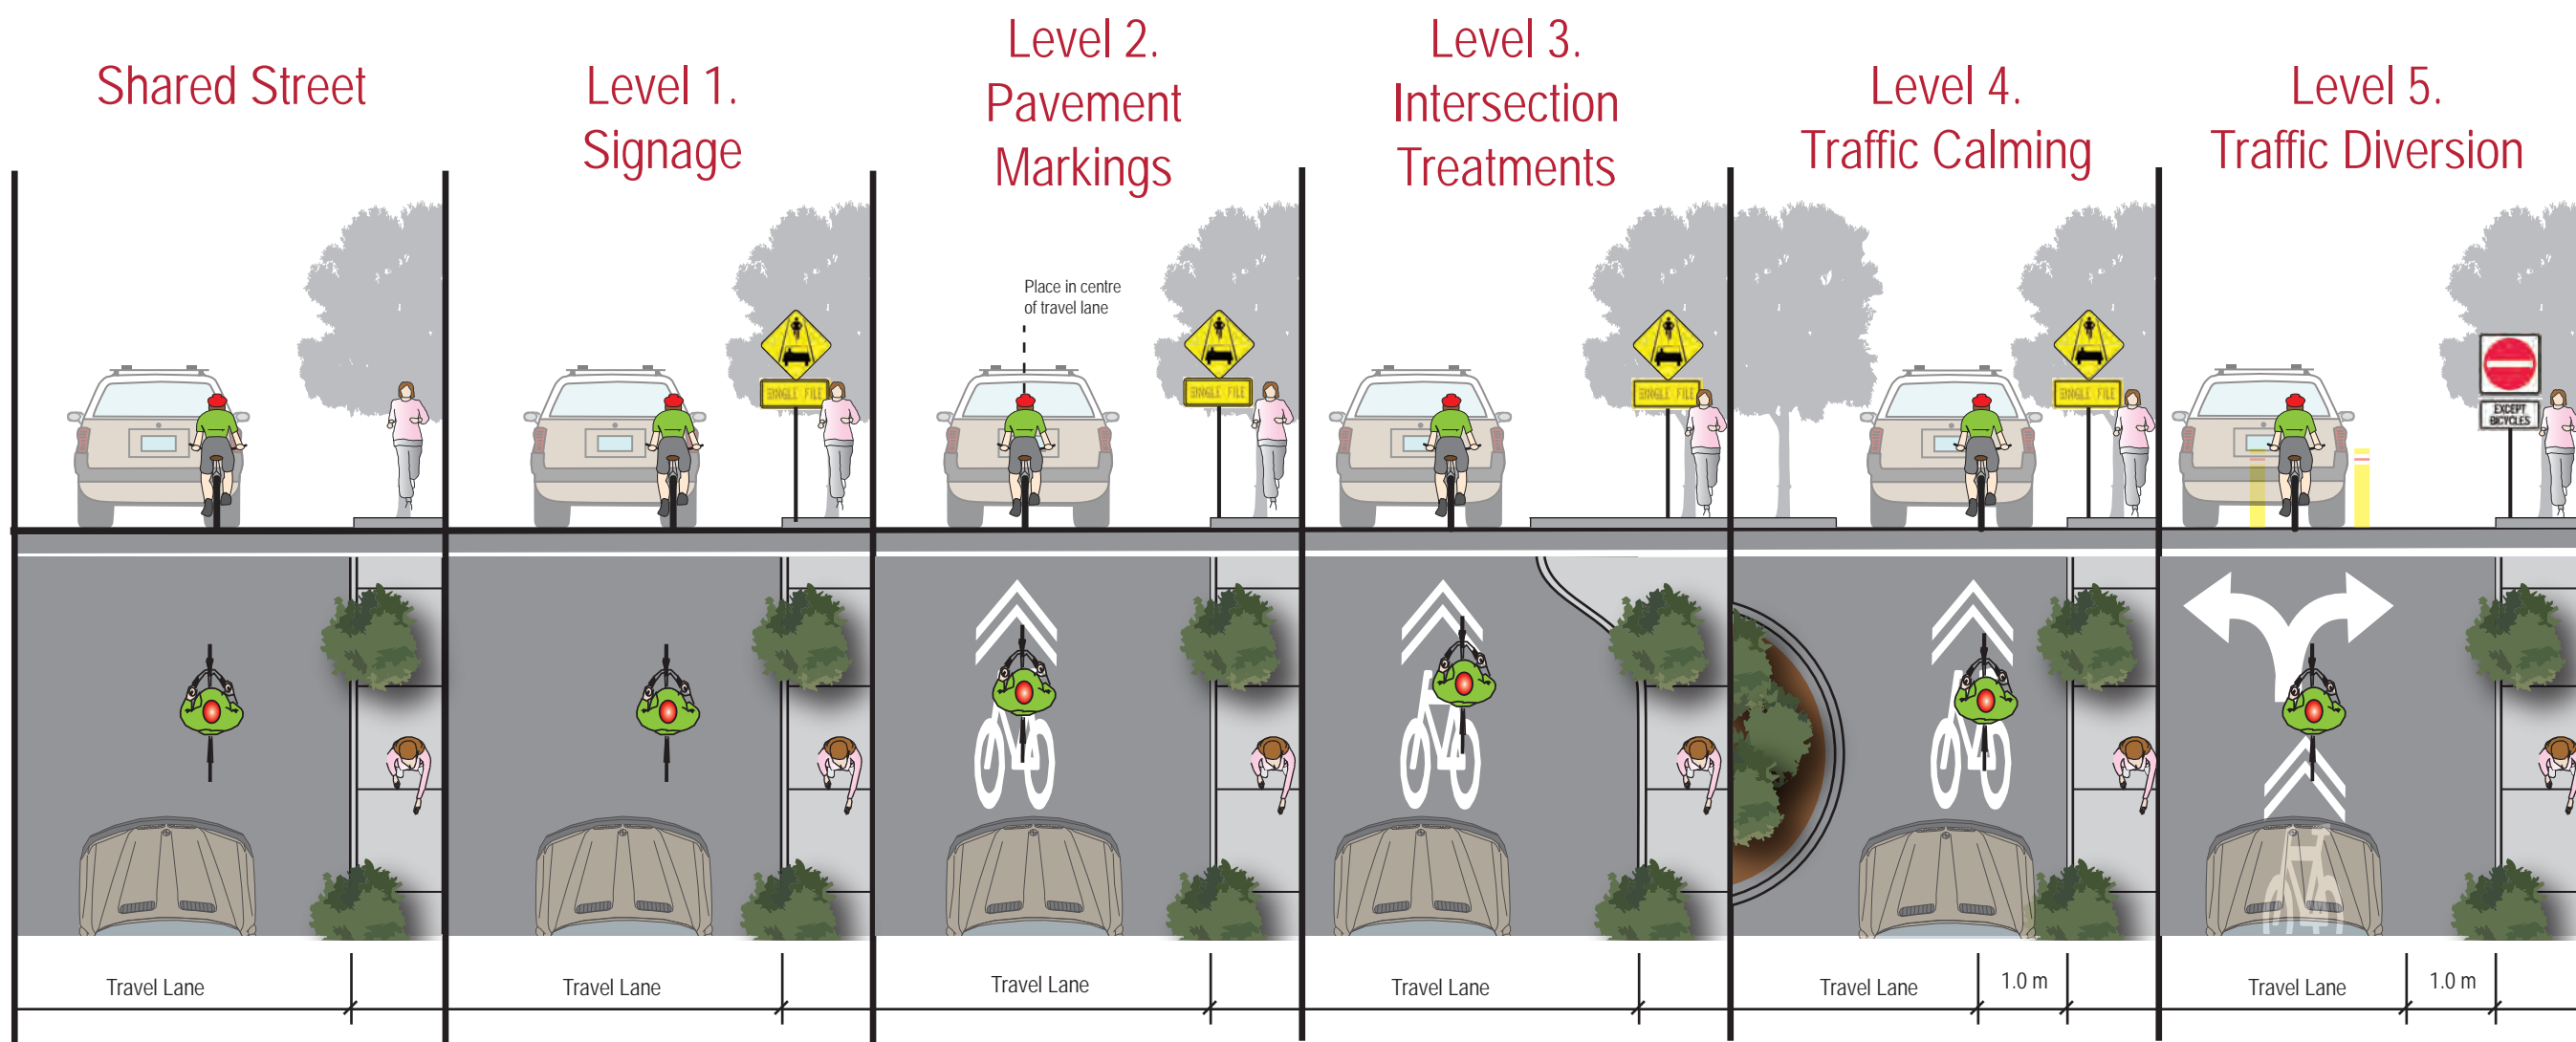 Shared Street
Level 1.
Signage
Level 2.
Pavement
Markings
Level 3.
Intersection
Treatments
Level 4.
Traffic Calming
Level 5.
Traffic Diversion
Place in centre
of travel lane
SINGLE FILE
SINGLE FILE
SINGLE FILE
SINGLE FILE
EXCEPT
BICYCLES
Travel Lane
Travel Lane
Travel Lane
Travel Lane
Travel Lane
1.0 m
Travel Lane
1.0 m